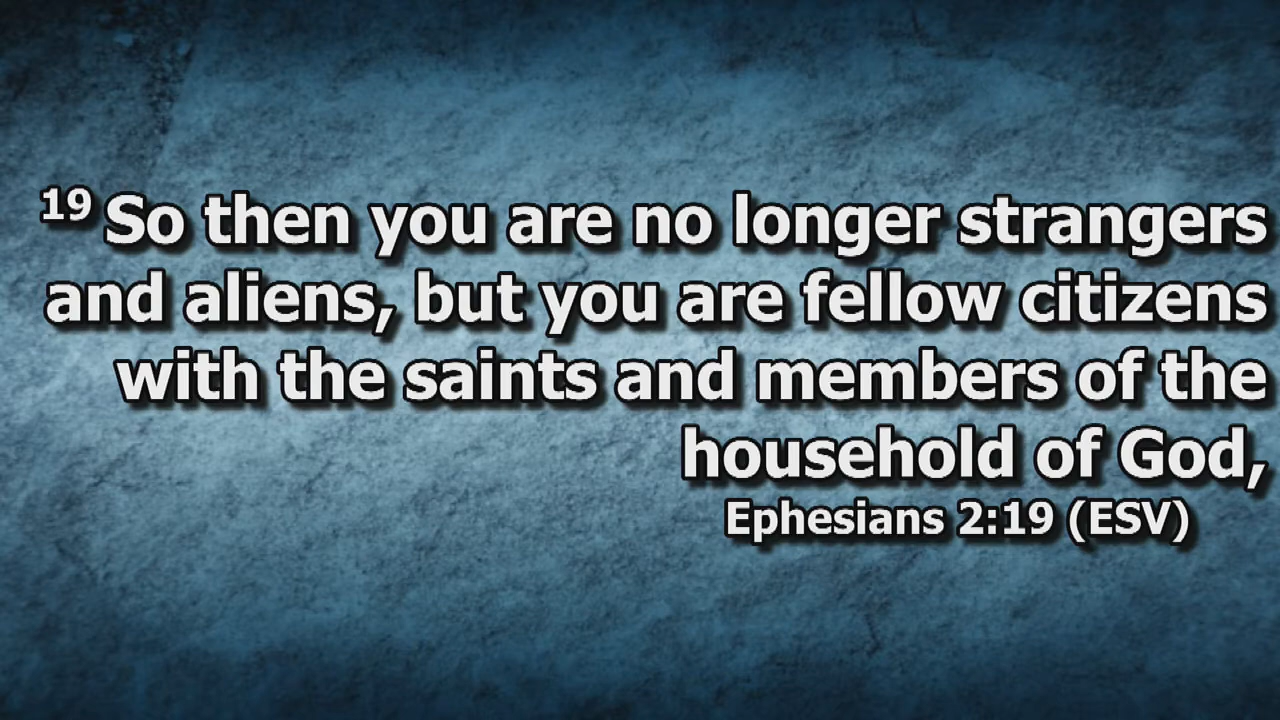 19 So then you are no longer strangers
and aliens, but you are fellow citizens
with the saints and members of the
household of God,
Ephesians 2:19 (ESV)